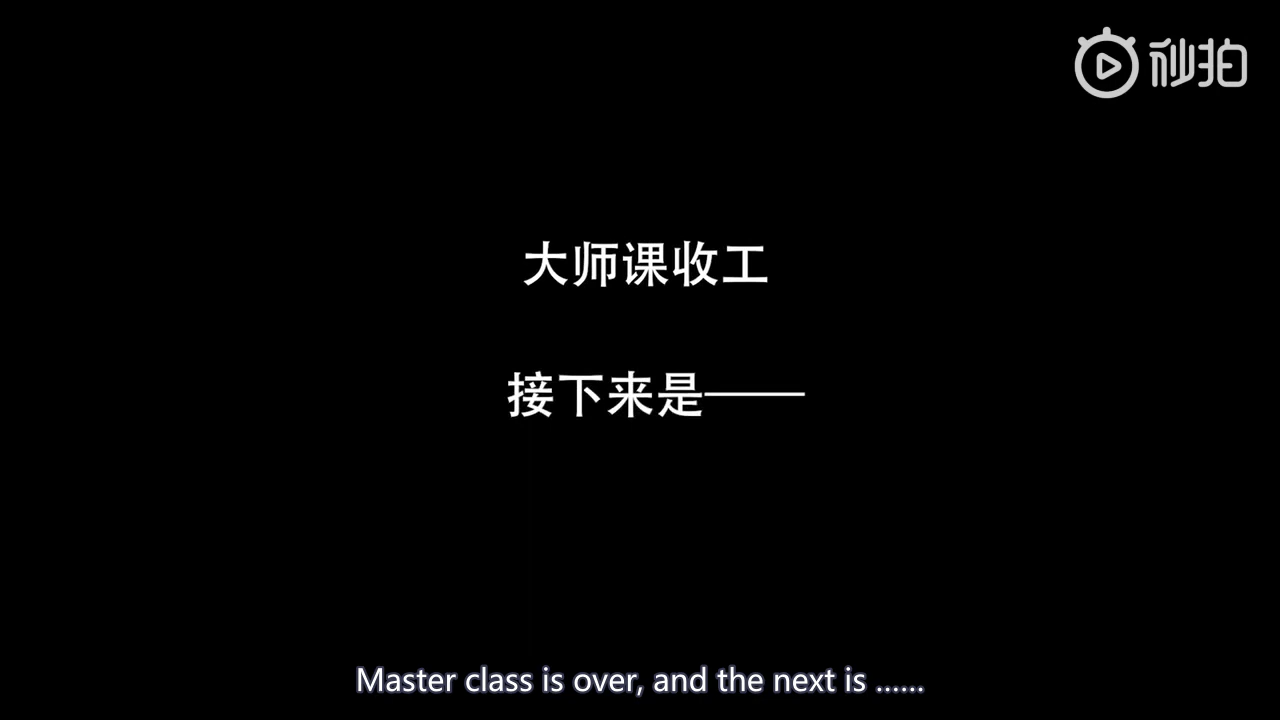 秒拍
大师课收工
接下来是——
Master class is over, and the next is ......